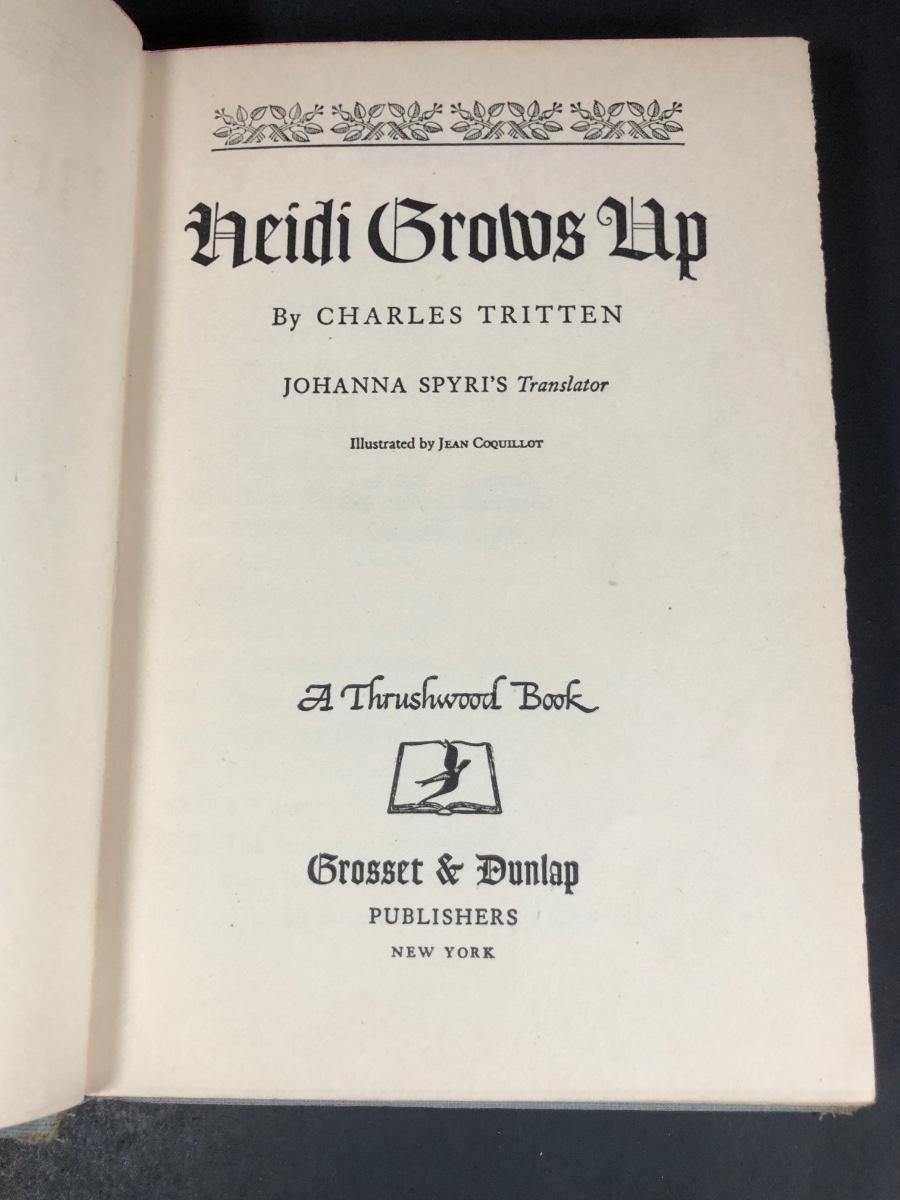 Heidi Grows Up
By CHARLES TRITTEN
JOHANNA SPYRI'S Translator
Illustrated by JEAN COQUILLOT
A Thrushwood Book
Grosset & Dunlap
PUBLISHERS
NEW YORK